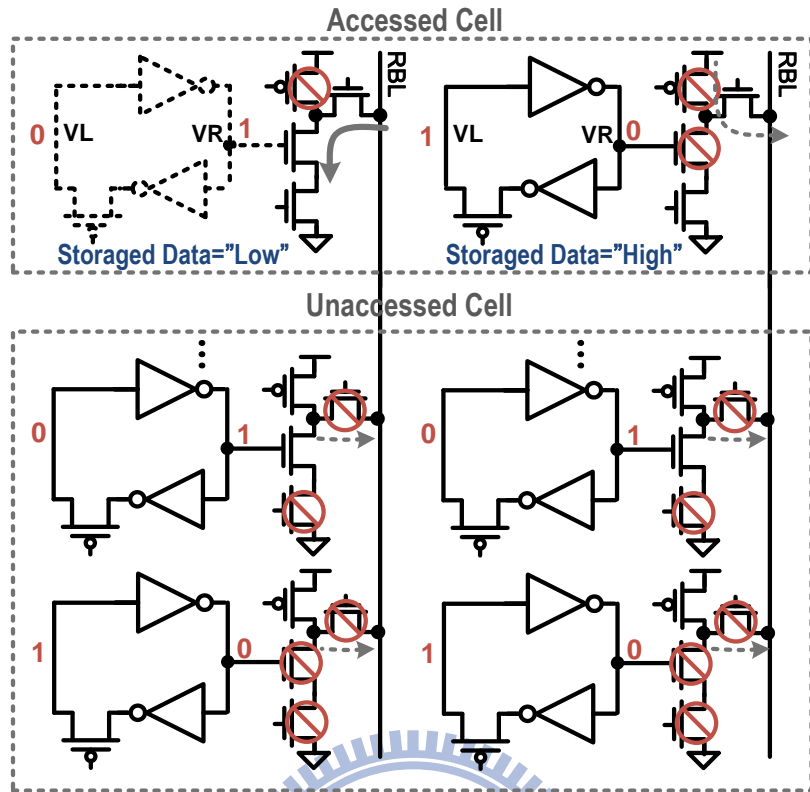 Accessed Cell
RBL
RBL
0
VL
VR
1
1
VL
VR
0
Storaged Data="Low"
Storaged Data="High"
Unaccessed Cell
0
1
0
1
1
0
1
0